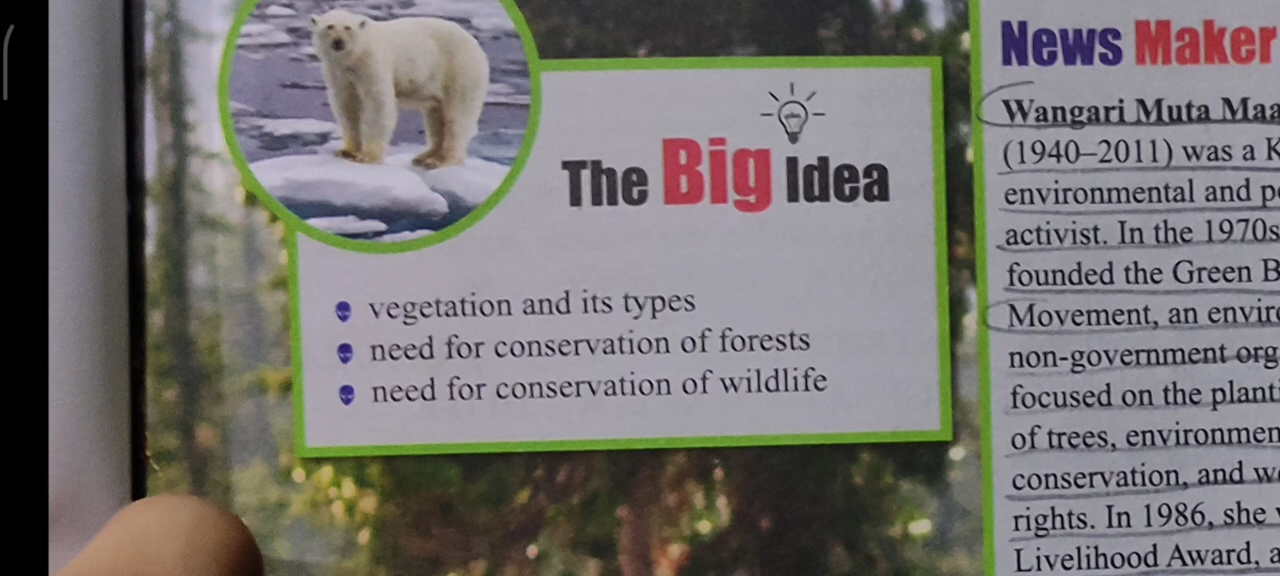 The Big Idea
vegetation and its types
need for conservation of forests
need for conservation of wildlife
News Maker
Wangari Muta
(1940–2011) was a
environmental and
activist. In the 1970s
founded the Green
Movement, an
non-government
focused on the
of trees,
conservation, and
rights. In 1986, she
Livelihood Award,